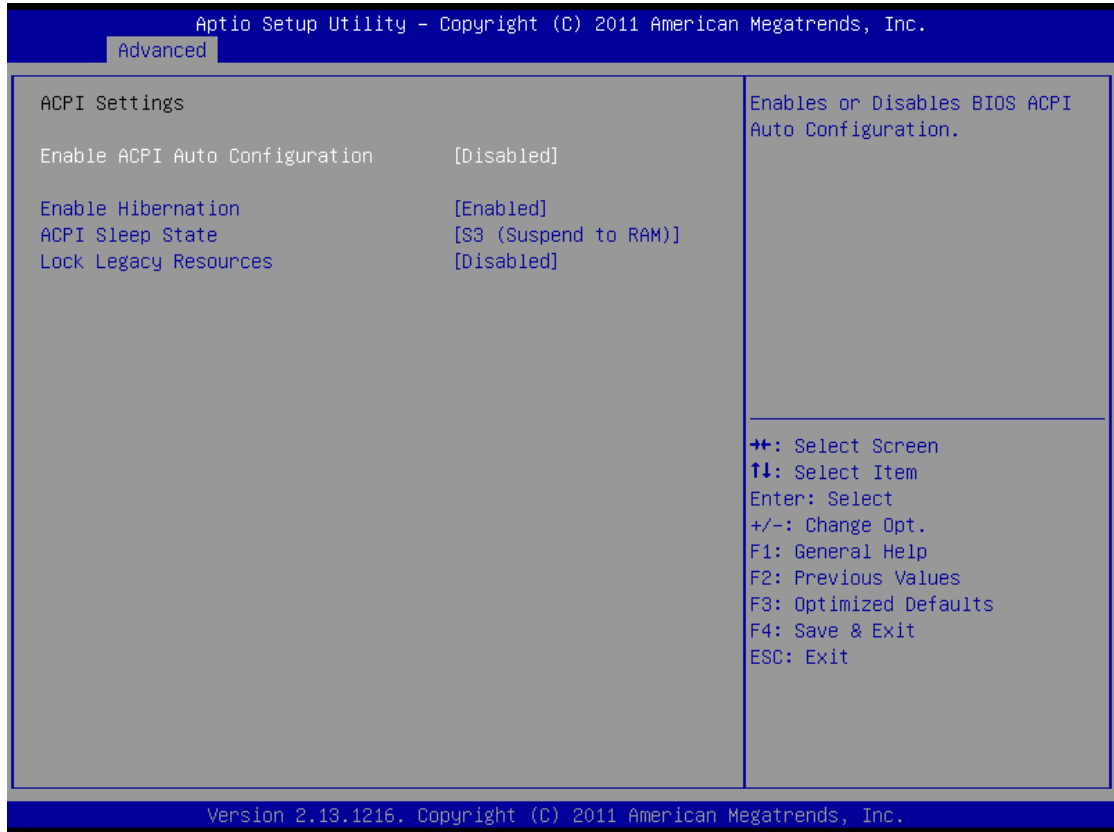 Aptio Setup Utility – Copyright (C) 2011 American Megatrends, Inc.
Advanced
ACPI Settings
Enable ACPI Auto Configuration [Disabled]
Enable Hibernation [Enabled]
ACPI Sleep State [S3 (Suspend to RAM)]
Lock Legacy Resources [Disabled]
Enables or Disables BIOS ACPI
Auto Configuration.
→←: Select Screen
↑↓: Select Item
Enter: Select
+/-: Change Opt.
F1: General Help
F2: Previous Values
F3: Optimized Defaults
F4: Save & Exit
ESC: Exit
Version 2.13.1216. Copyright (C) 2011 American Megatrends, Inc.